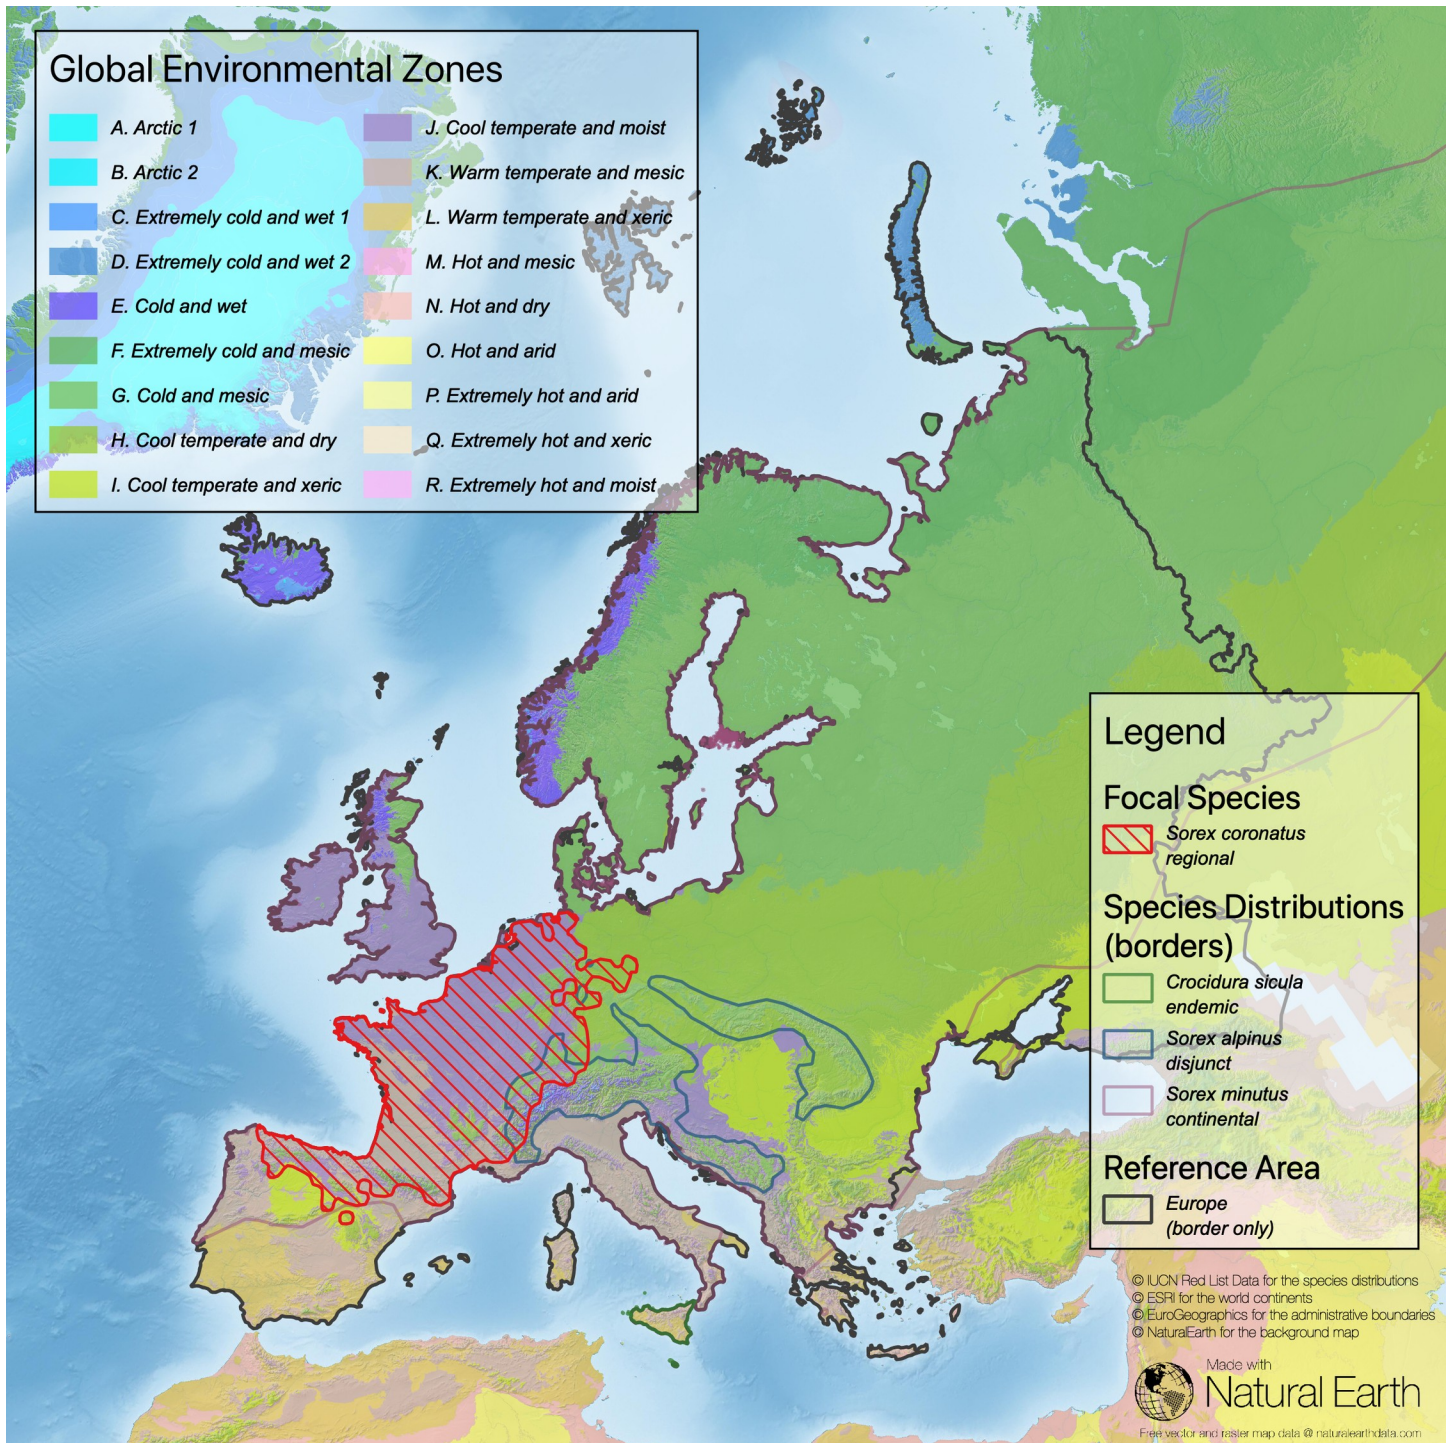 Global Environmental Zones
A. Arctic 1
B. Arctic 2
C. Extremely cold and wet 1
D. Extremely cold and wet 2
E. Cold and wet
F. Extremely cold and mesic
G. Cold and mesic
H. Cool temperate and dry
I. Cool temperate and xeric
J. Cool temperate and moist
K. Warm temperate and mesic
L. Warm temperate and xeric
M. Hot and mesic
N. Hot and dry
O. Hot and arid
P. Extremely hot and arid
Q. Extremely hot and xeric
R. Extremely hot and moist
Legend
Focal Species
Sorex coronatus
regional
Species Distributions
(borders)
Crocidura sicula
endemic
Sorex alpinus
disjunct
Sorex minutus
continental
Reference Area
Europe
(border only)
© IUCN Red List Data for the species distributions
© ESRI for the world continents
© EuroGeographics for the administrative boundaries
© NaturalEarth for the background map
Made with
Natural Earth
Free vector and raster map data @ naturalearthdata.com